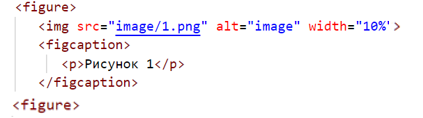 <figure>
<img src="image/1.png" alt="image" width="10%'>
<figcaption>
<p>Рисунок 1</p>
</figcaption>
<figure>